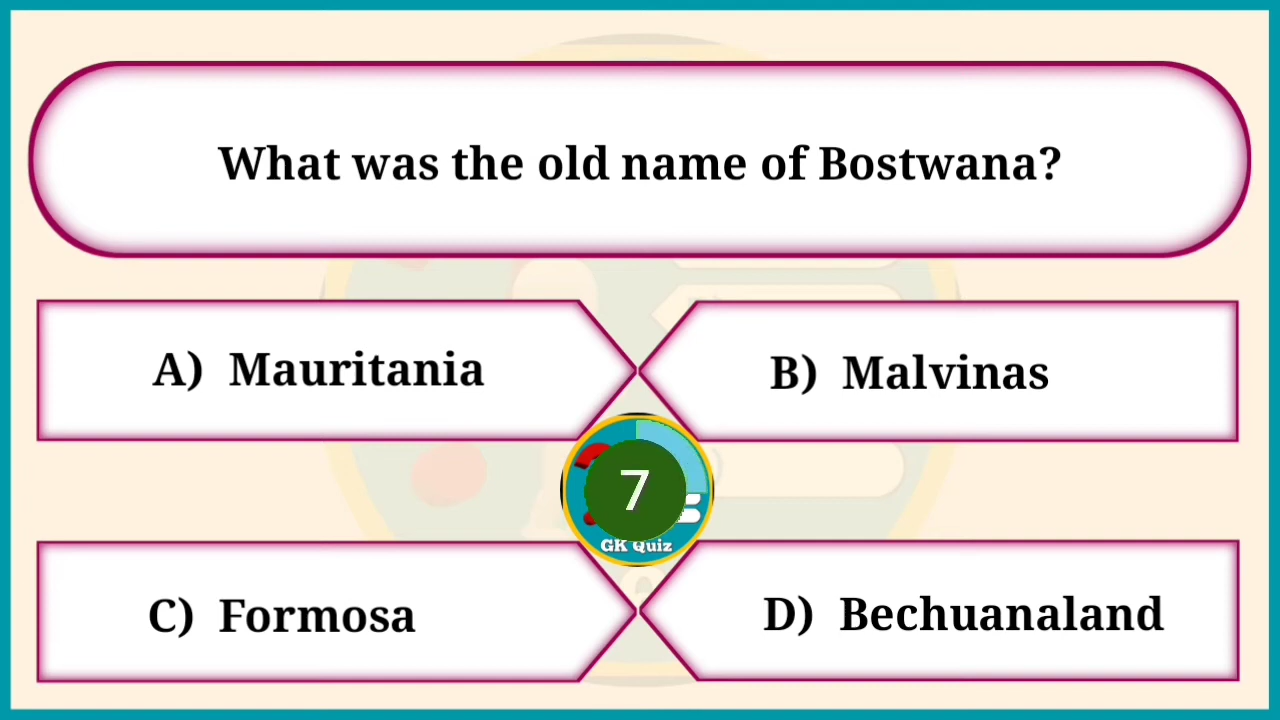 What was the old name of Bostwana?
A) Mauritania
B) Malvinas
7
GK Quiz
C) Formosa
D) Bechuanaland